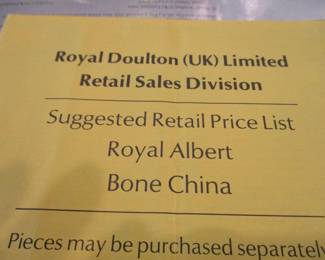 Royal Doulton (UK) Limited
Retail Sales Division
Suggested Retail Price List
Royal Albert
Bone China
Pieces may be purchased separately